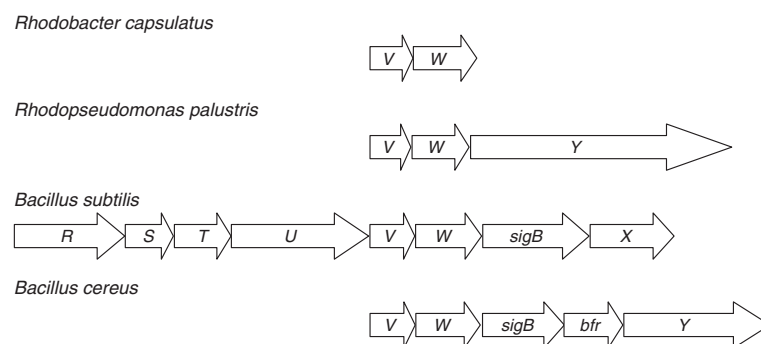 Rhodobacter capsulatus
V W
Rhodopseudomonas palustris
V W Y
Bacillus subtilis
R S T U V W sigB X
Bacillus cereus
V W sigB bfr Y